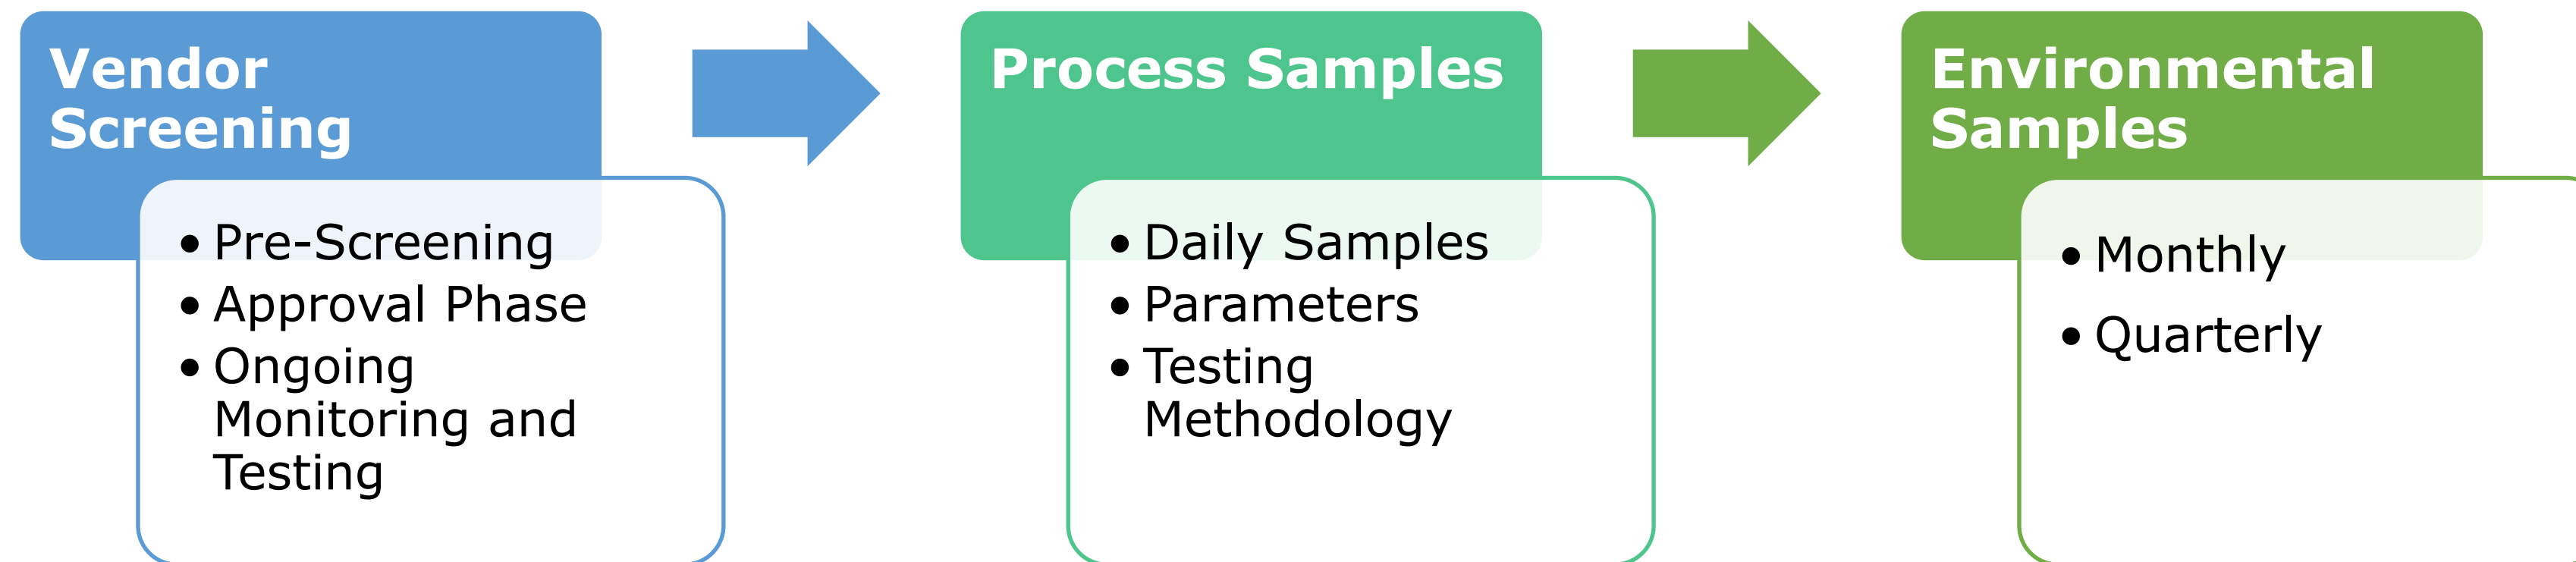 Vendor
Screening
• Pre-Screening
• Approval Phase
• Ongoing
Monitoring and
Testing
Process Samples
• Daily Samples
• Parameters
• Testing
Methodology
Environmental
Samples
• Monthly
• Quarterly